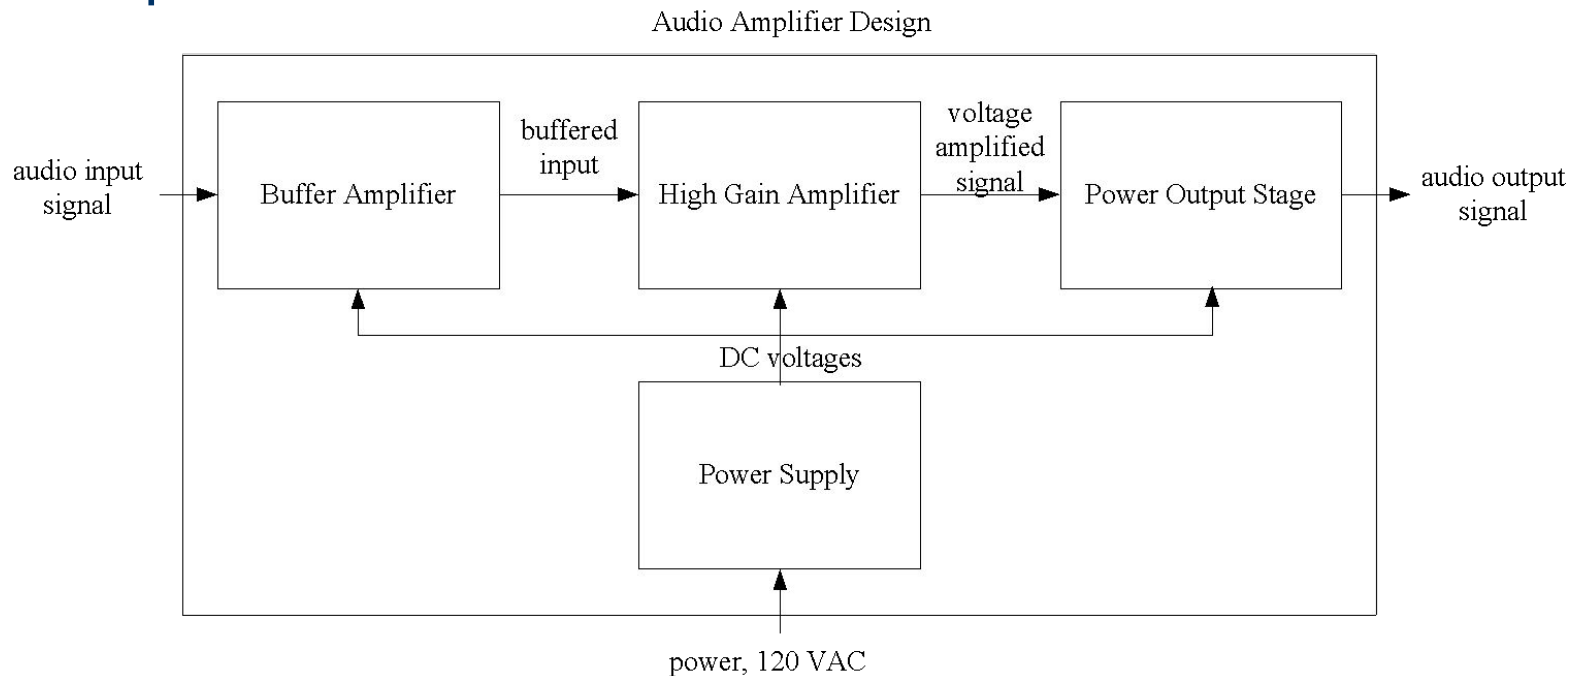 Audio Amplifier Design
audio input
signal
Buffer Amplifier
buffered
input
High Gain Amplifier
voltage
amplified
signal
Power Output Stage
audio output
signal
DC voltages
Power Supply
power, 120 VAC